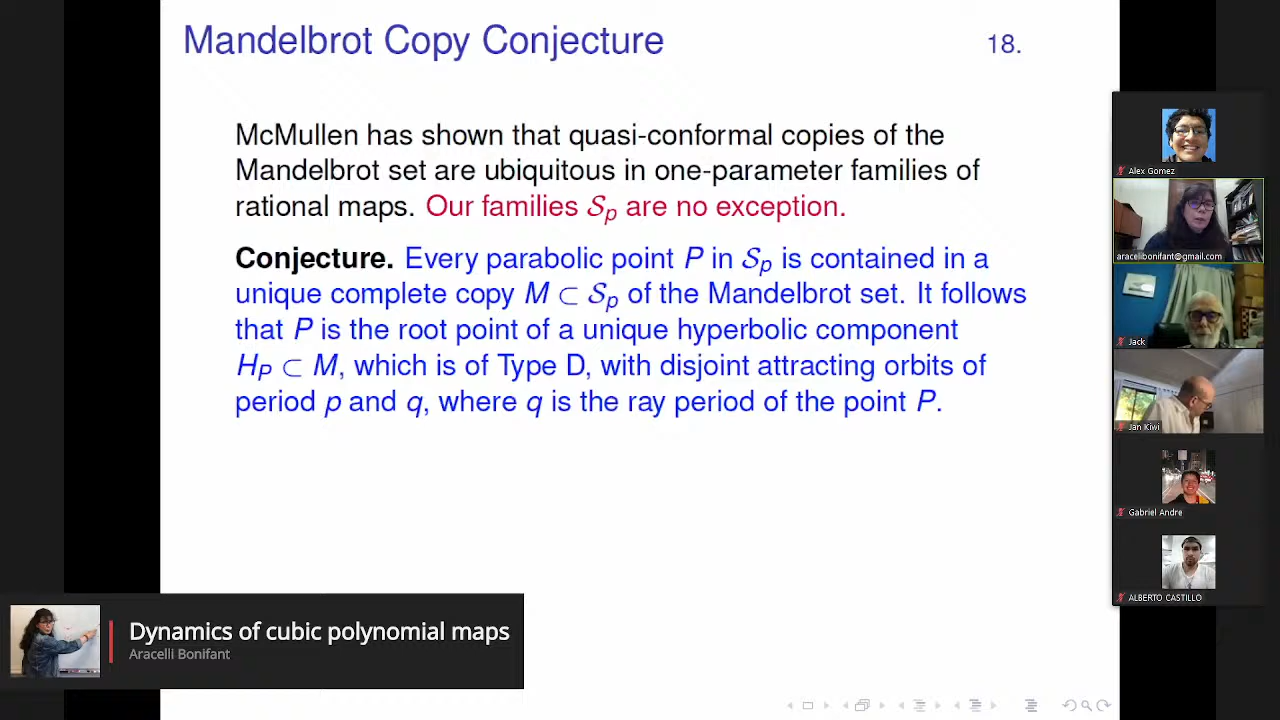 Mandelbrot Copy Conjecture 18.
McMullen has shown that quasi-conformal copies of the
Mandelbrot set are ubiquitous in one-parameter families of
rational maps. Our families 𝒮ₚ are no exception.
Conjecture. Every parabolic point P in 𝒮ₚ is contained in a
unique complete copy M ⊂ 𝒮ₚ of the Mandelbrot set. It follows
that P is the root point of a unique hyperbolic component
H_P ⊂ M, which is of Type D, with disjoint attracting orbits of
period p and q, where q is the ray period of the point P.
Alex Gomez
aracelibonifant@gmail.com
Jack
Jan Kiwi
Gabriel Andre
ALBERTO CASTILLO
Dynamics of cubic polynomial maps
Aracelli Bonifant